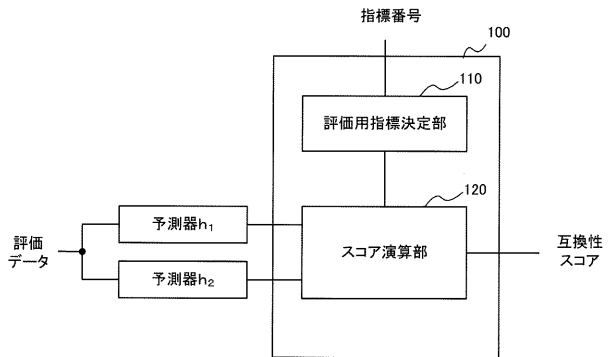 指標番号
100
110
評価用指標決定部
120
予測器h₁
評価
データ
スコア演算部
互換性
スコア
予測器h₂